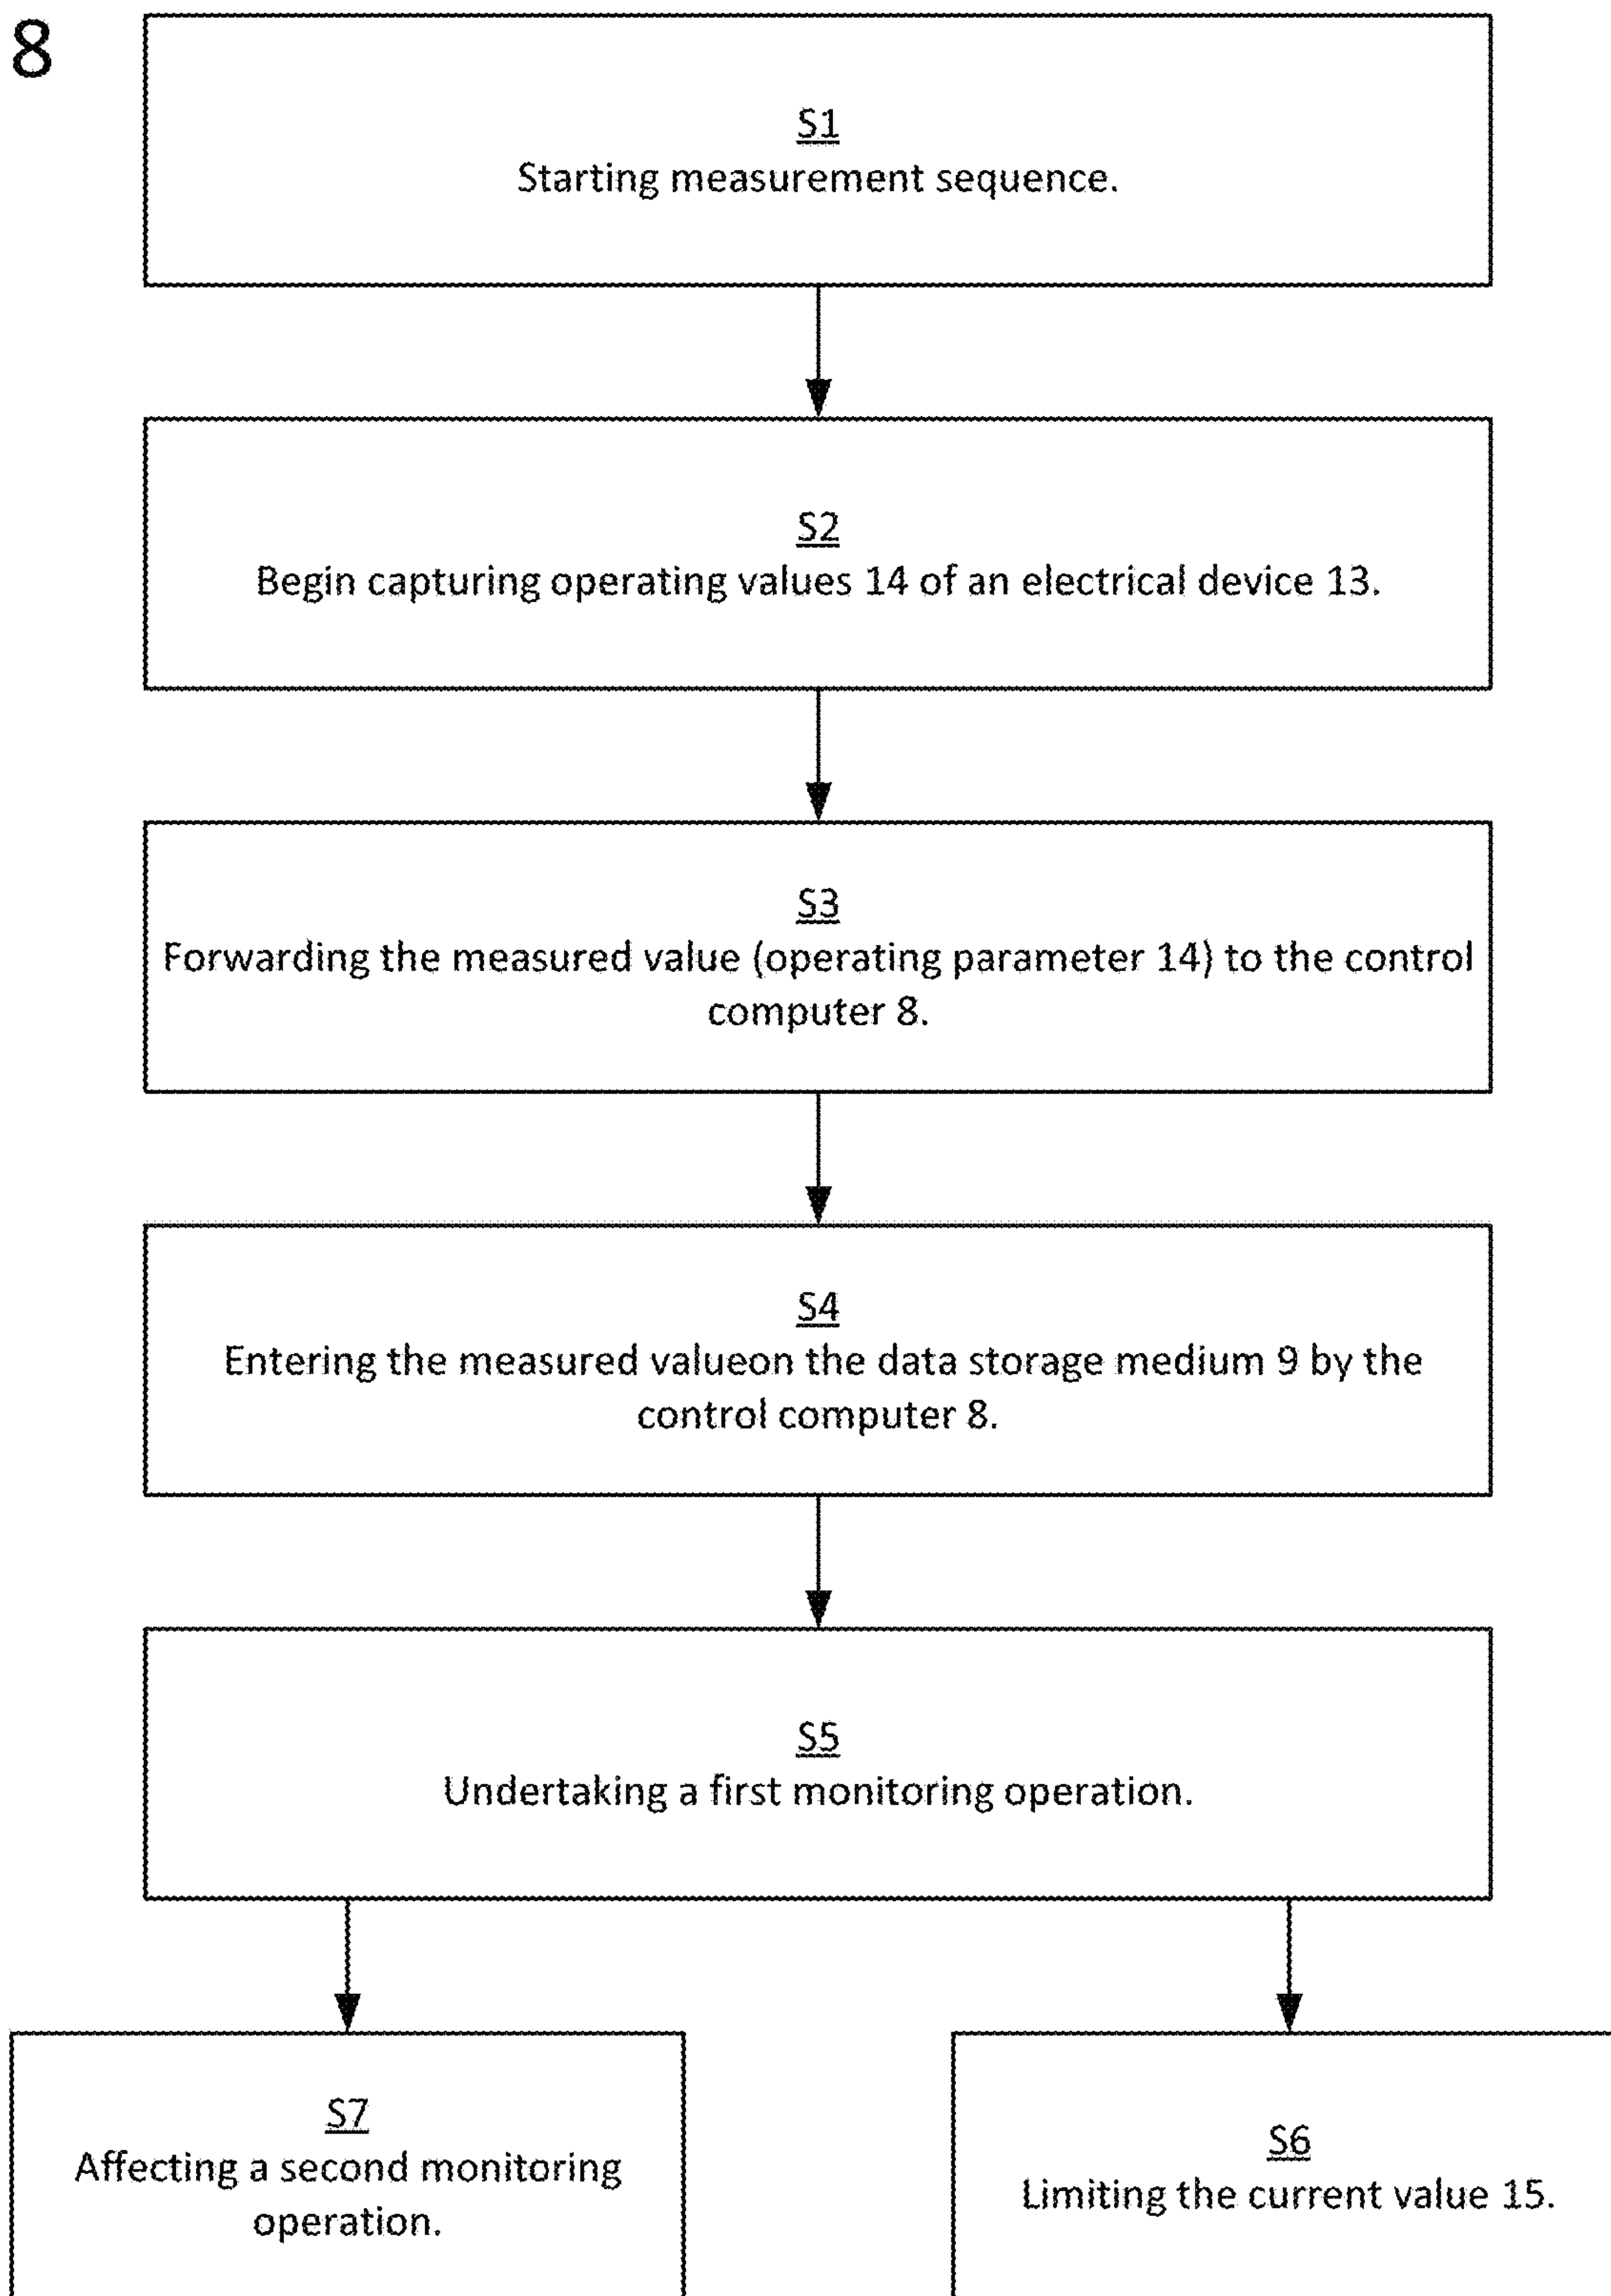 8
S1
Starting measurement sequence.
S2
Begin capturing operating values 14 of an electrical device 13.
S3
Forwarding the measured value (operating parameter 14) to the control
computer 8.
S4
Entering the measured valueon the data storage medium 9 by the
control computer 8.
S5
Undertaking a first monitoring operation.
S7
Affecting a second monitoring
operation.
S6
Limiting the current value 15.